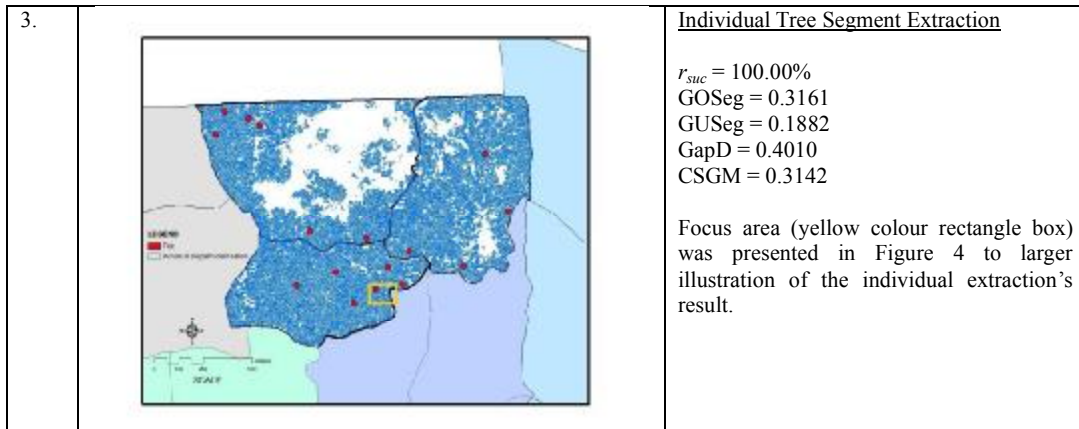 3.
Individual Tree Segment Extraction
r_suc = 100.00%
GOSeg = 0.3161
GUSeg = 0.1882
GapD = 0.4010
CSGM = 0.3142
Focus area (yellow colour rectangle box)
was presented in Figure 4 to larger
illustration of the individual extraction's
result.
LEGEND
SCALE